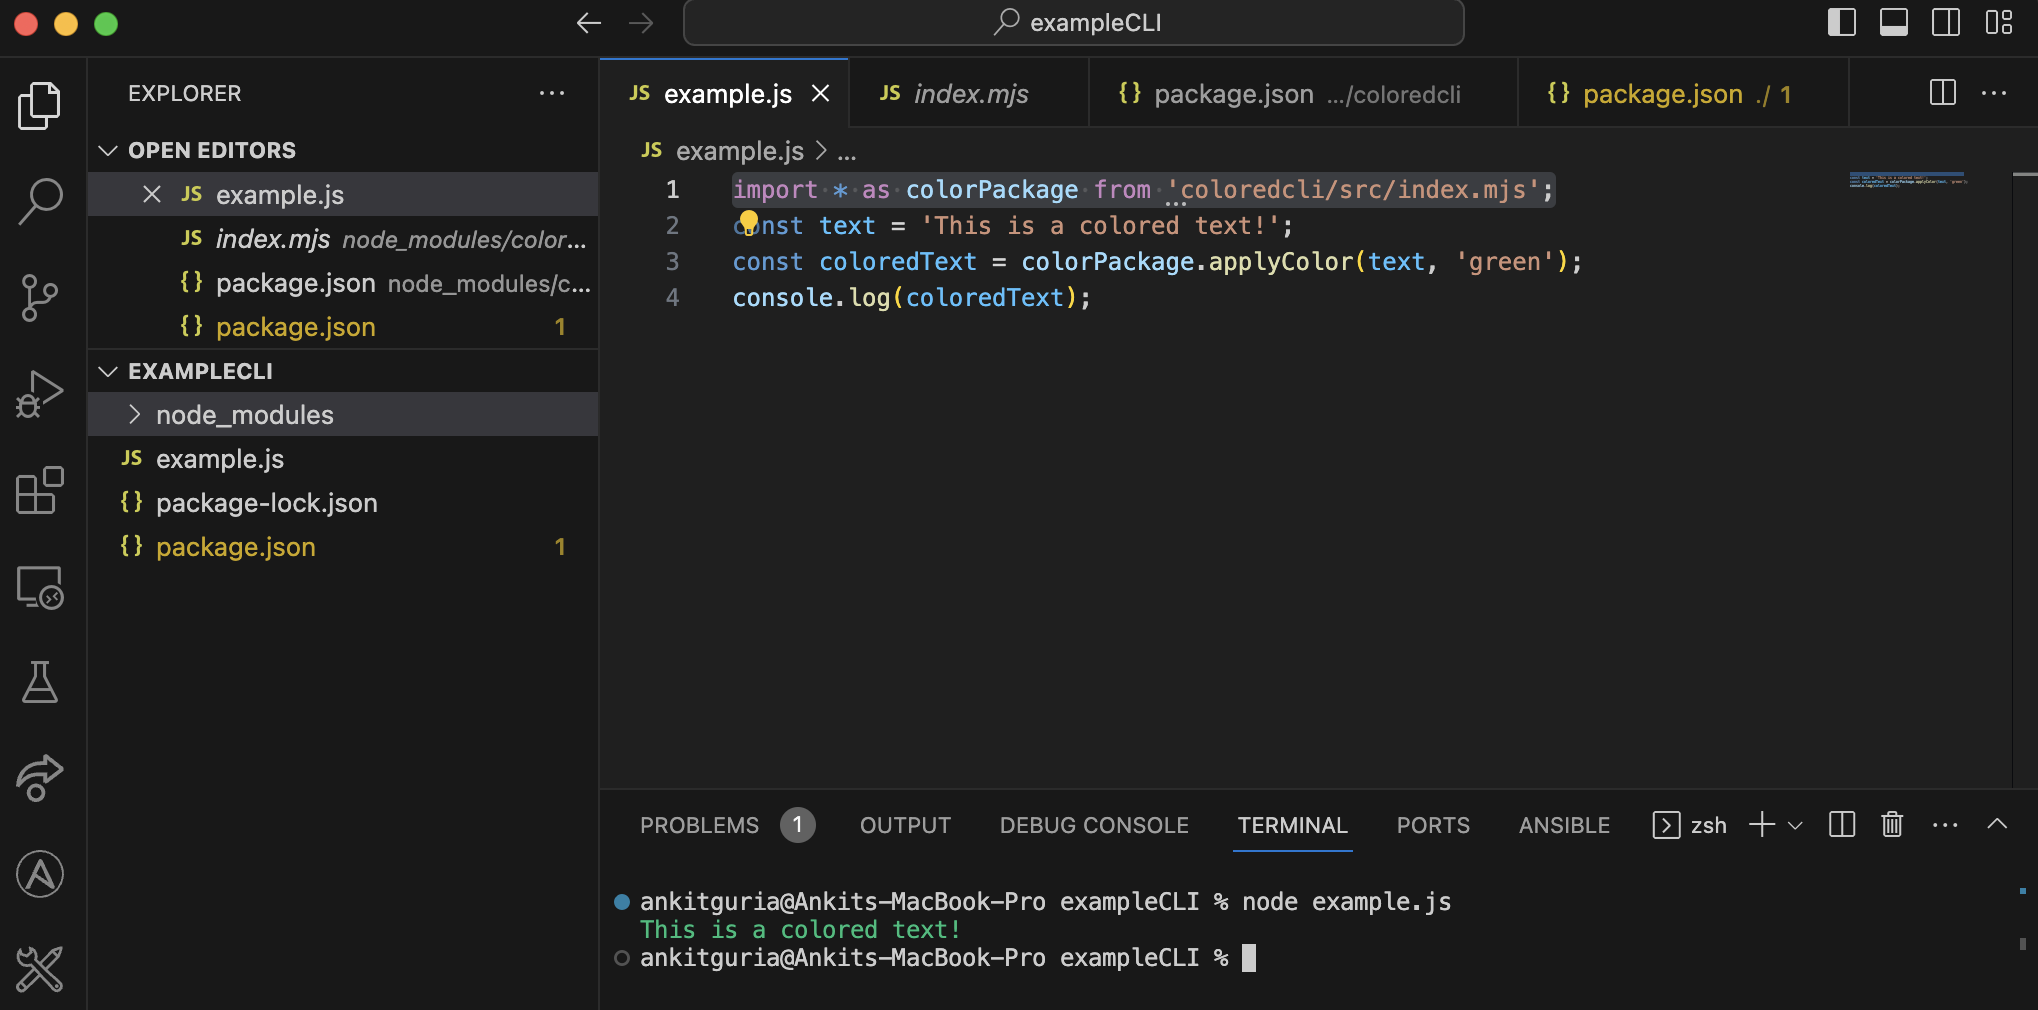 exampleCLI
EXPLORER
OPEN EDITORS
JS example.js
JS index.mjs node_modules/color...
{} package.json node_modules/c...
{} package.json 1
EXAMPLECLI
node_modules
JS example.js
{} package-lock.json
{} package.json 1
JS example.js
JS index.mjs
{} package.json .../coloredcli
{} package.json ./ 1
JS example.js > ...
1 import * as colorPackage from 'coloredcli/src/index.mjs';
2 const text = 'This is a colored text!';
3 const coloredText = colorPackage.applyColor(text, 'green');
4 console.log(coloredText);
PROBLEMS 1 OUTPUT DEBUG CONSOLE TERMINAL PORTS ANSIBLE zsh
ankitguria@Ankits-MacBook-Pro exampleCLI % node example.js
This is a colored text!
ankitguria@Ankits-MacBook-Pro exampleCLI %